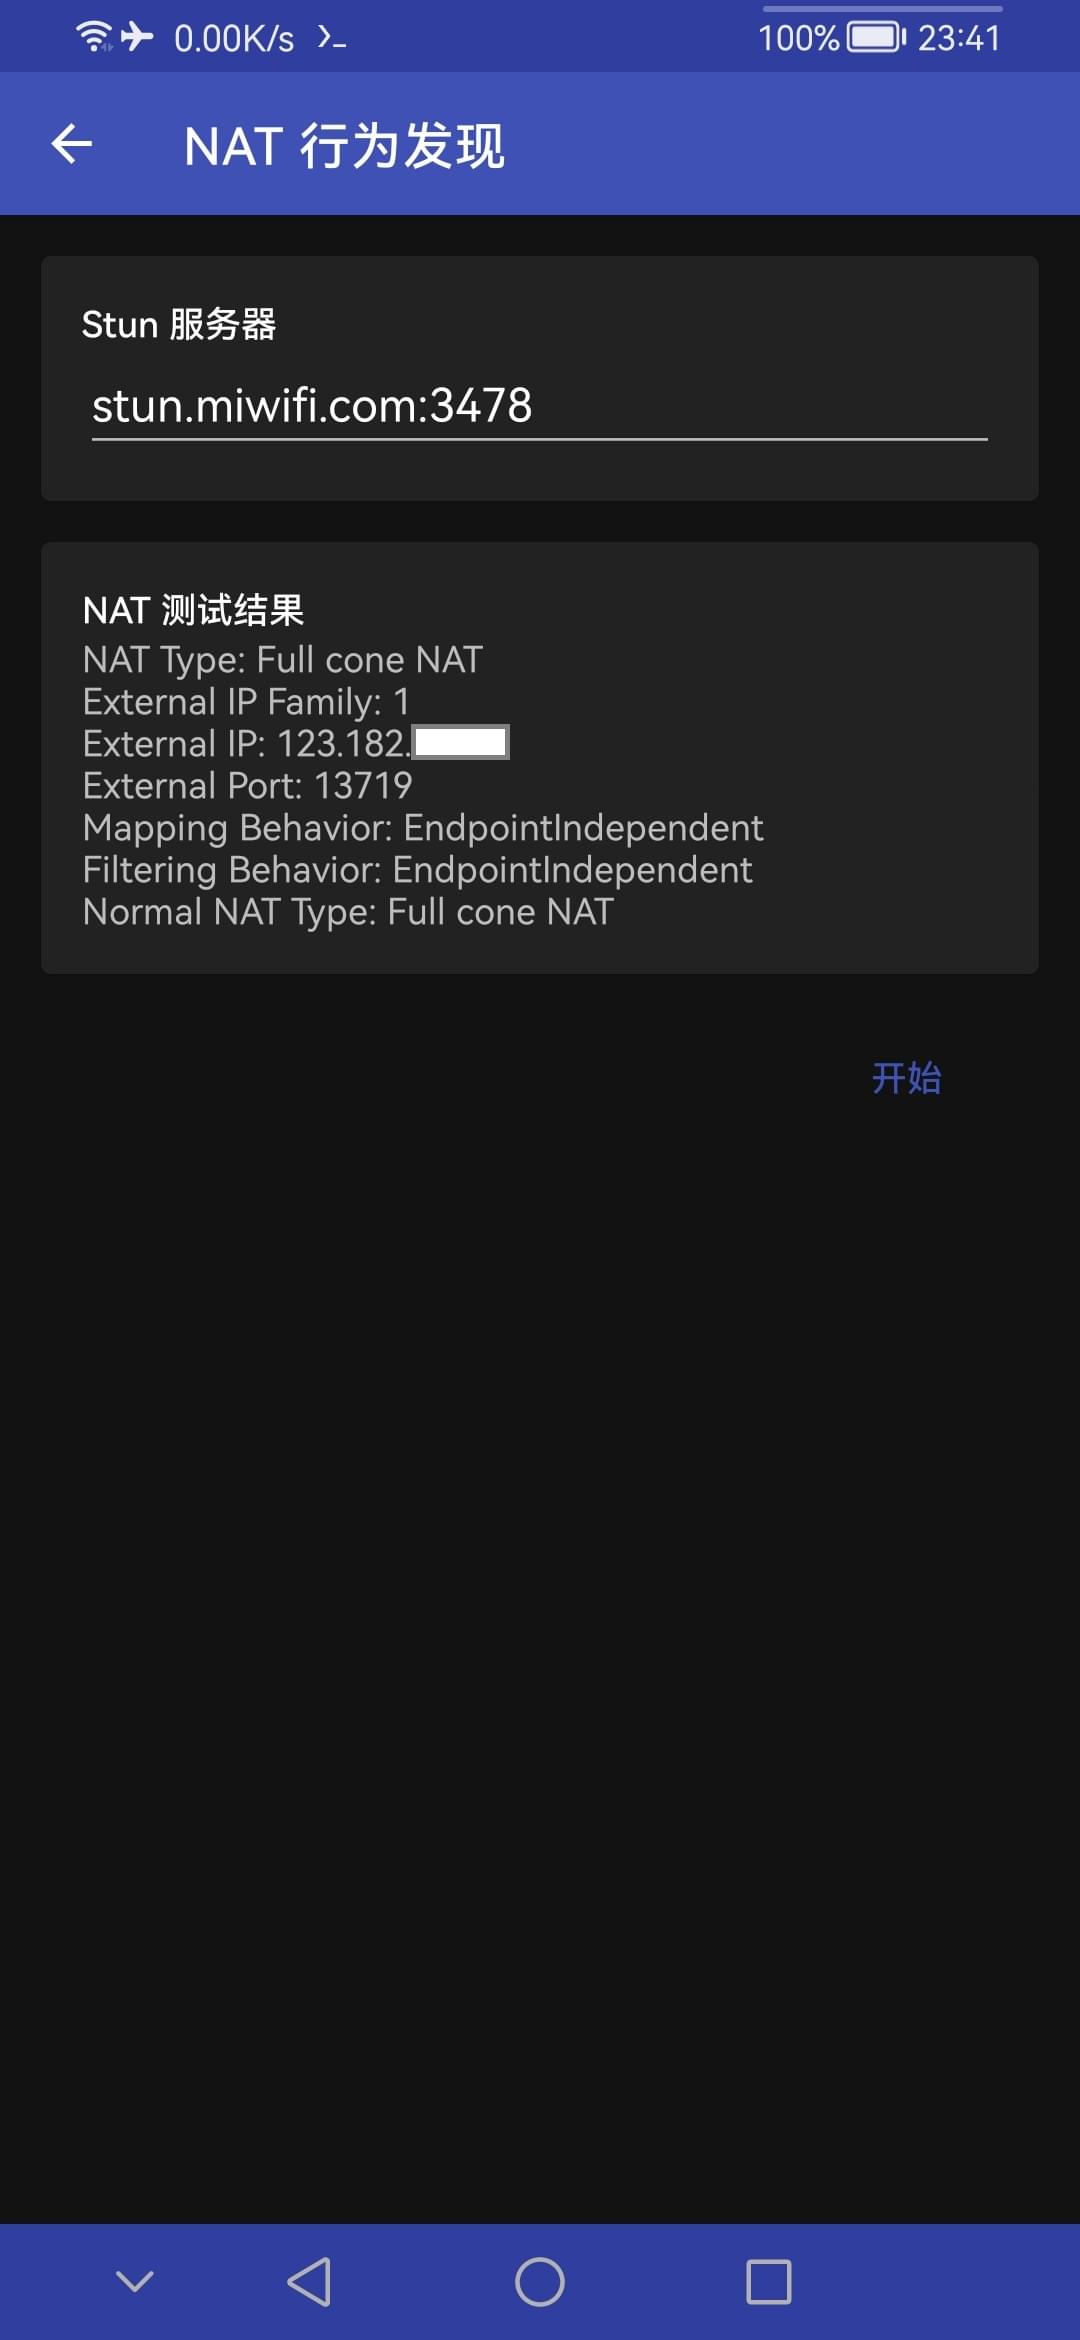 0.00K/s
100% 23:41
NAT 行为发现
Stun 服务器
stun.miwifi.com:3478
NAT 测试结果
NAT Type: Full cone NAT
External IP Family: 1
External IP: 123.182.
External Port: 13719
Mapping Behavior: EndpointIndependent
Filtering Behavior: EndpointIndependent
Normal NAT Type: Full cone NAT
开始